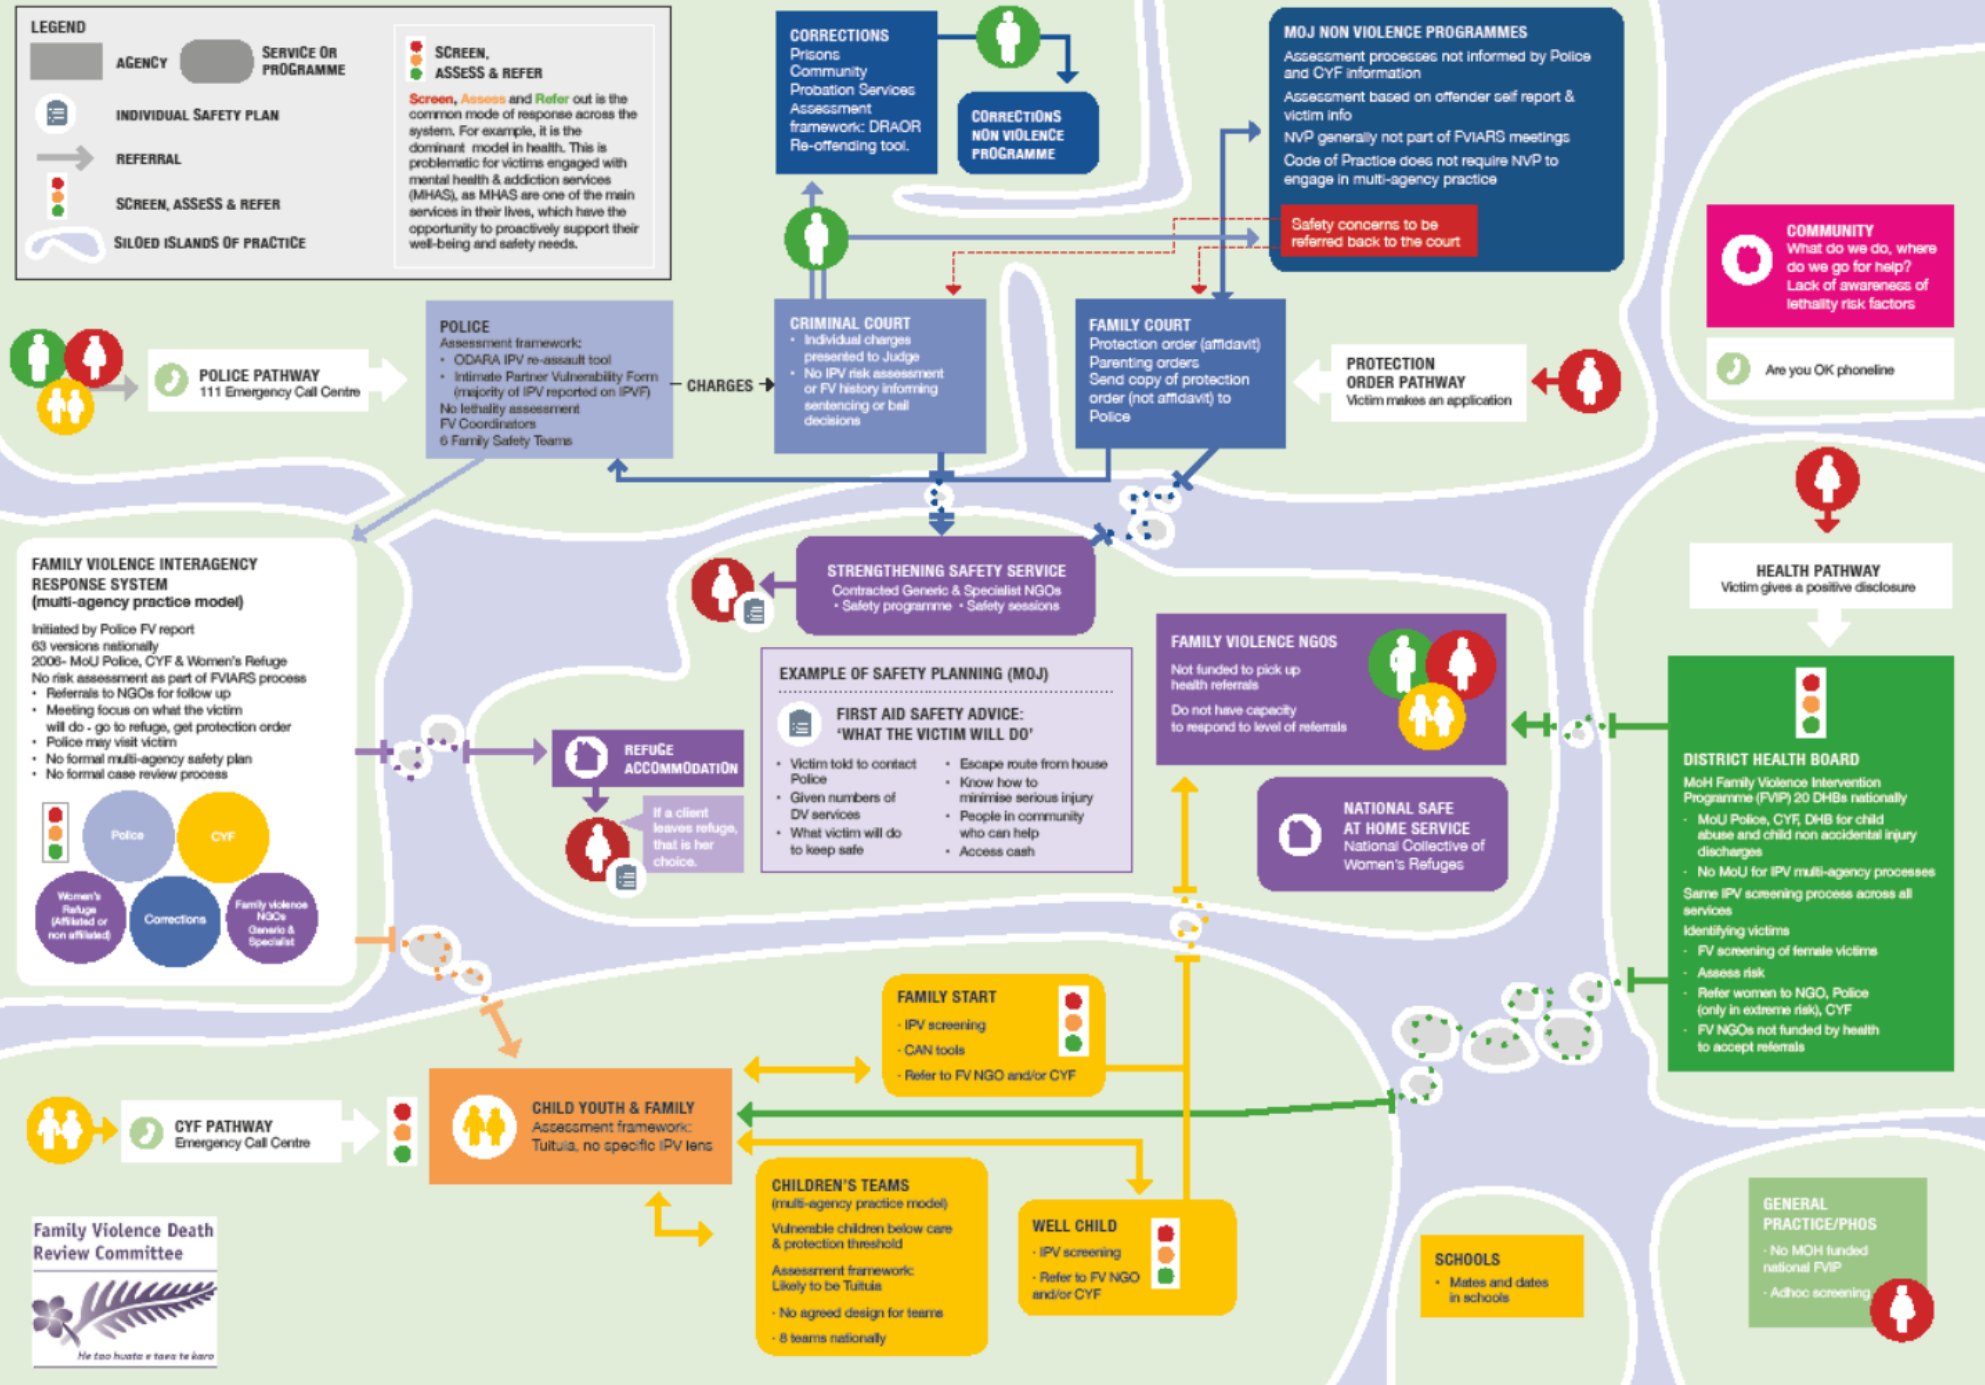 LEGEND
AGENCY
SERVICE OR
PROGRAMME
INDIVIDUAL SAFETY PLAN
REFERRAL
SCREEN, ASSESS & REFER
SILOED ISLANDS OF PRACTICE
SCREEN,
ASSESS & REFER
Screen, Assess and Refer out is the
common mode of response across the
system. For example, it is the
dominant model in health. This is
problematic for victims engaged with
mental health & addiction services
(MHAS), as MHAS are one of the main
services in their lives, which have the
opportunity to proactively support their
well-being and safety needs.
CORRECTIONS
Prisons
Community
Probation Services
Assessment
framework: DRAOR
Re-offending tool.
CORRECTIONS
NON VIOLENCE
PROGRAMME
MOJ NON VIOLENCE PROGRAMMES
Assessment processes not informed by Police
and CYF information
Assessment based on offender self report &
victim info
NVP generally not part of FVIARS meetings
Code of Practice does not require NVP to
engage in multi-agency practice
Safety concerns to be
referred back to the court
COMMUNITY
What do we do, where
do we go for help?
Lack of awareness of
lethality risk factors
Are you OK phoneline
POLICE PATHWAY
111 Emergency Call Centre
POLICE
Assessment framework:
• ODARA IPV re-assault tool
• Intimate Partner Vulnerability Form
(majority of IPV reported on IPVF)
No lethality assessment
FV Coordinators
6 Family Safety Teams
CHARGES
CRIMINAL COURT
• Individual charges
presented to Judge
• No IPV risk assessment
or FV history informing
sentencing or bail
decisions
FAMILY COURT
Protection order (affidavit)
Parenting orders
Send copy of protection
order (not affidavit) to
Police
PROTECTION
ORDER PATHWAY
Victim makes an application
HEALTH PATHWAY
Victim gives a positive disclosure
FAMILY VIOLENCE INTERAGENCY
RESPONSE SYSTEM
(multi-agency practice model)
Initiated by Police FV report
63 versions nationally
2006- MoU Police, CYF & Women's Refuge
No risk assessment as part of FVIARS process
• Referrals to NGOs for follow up
• Meeting focus on what the victim
will do - go to refuge, get protection order
• Police may visit victim
• No formal multi-agency safety plan
• No formal case review process
Police
CYF
Women's
Refuge
(Affiliated or
non affiliated)
Corrections
Family violence
NGOs
Generic &
Specialist
STRENGTHENING SAFETY SERVICE
Contracted Generic & Specialist NGOs
• Safety programme • Safety sessions
REFUGE
ACCOMMODATION
If a client
leaves refuge,
that is her
choice.
EXAMPLE OF SAFETY PLANNING (MOJ)
FIRST AID SAFETY ADVICE:
'WHAT THE VICTIM WILL DO'
• Victim told to contact
Police
• Given numbers of
DV services
• What victim will do
to keep safe
• Escape route from house
• Know how to
minimise serious injury
• People in community
who can help
• Access cash
FAMILY VIOLENCE NGOS
Not funded to pick up
health referrals
Do not have capacity
to respond to level of referrals
NATIONAL SAFE
AT HOME SERVICE
National Collective of
Women's Refuges
DISTRICT HEALTH BOARD
MoH Family Violence Intervention
Programme (FVIP) 20 DHBs nationally
- MoU Police, CYF, DHB for child
abuse and child non accidental injury
discharges
- No MoU for IPV multi-agency processes
Same IPV screening process across all
services
Identifying victims
- FV screening of female victims
- Assess risk
- Refer women to NGO, Police
(only in extreme risk), CYF
- FV NGOs not funded by health
to accept referrals
FAMILY START
- IPV screening
- CAN tools
- Refer to FV NGO and/or CYF
CYF PATHWAY
Emergency Call Centre
CHILD YOUTH & FAMILY
Assessment framework:
Tuituia, no specific IPV lens
CHILDREN'S TEAMS
(multi-agency practice model)
Vulnerable children below care
& protection threshold
Assessment framework:
Likely to be Tuituia
- No agreed design for teams
- 8 teams nationally
WELL CHILD
- IPV screening
- Refer to FV NGO
and/or CYF
SCHOOLS
• Mates and dates
in schools
GENERAL
PRACTICE/PHOS
- No MOH funded
national FVIP
- Adhoc screening
Family Violence Death
Review Committee
He tao huata e taea te karo